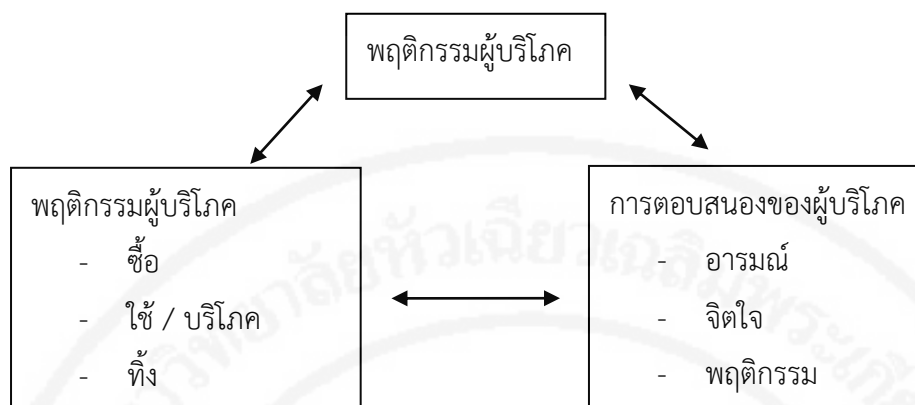 พฤติกรรมผู้บริโภค
พฤติกรรมผู้บริโภค
- ซื้อ
- ใช้ / บริโภค
- ทิ้ง
การตอบสนองของผู้บริโภค
- อารมณ์
- จิตใจ
- พฤติกรรม